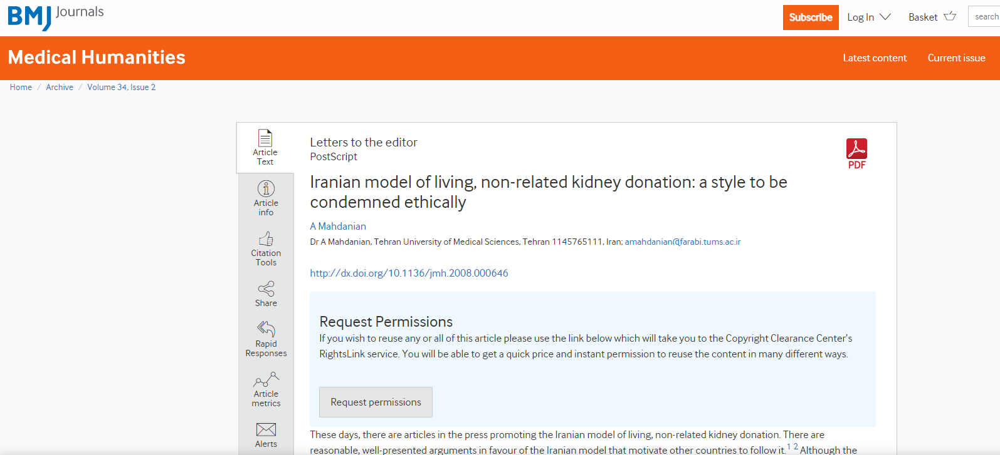 BMJ Journals
Subscribe
Log In
Basket
search
Medical Humanities
Latest content
Current issue
Home / Archive / Volume 34, Issue 2
Article
Text
Article
info
Citation
Tools
Share
Rapid
Responses
Article
metrics
Alerts
Letters to the editor
PostScript
PDF
Iranian model of living, non-related kidney donation: a style to be
condemned ethically
A Mahdanian
Dr A Mahdanian, Tehran University of Medical Sciences, Tehran 1145765111, Iran; amahdanian@farabi.tums.ac.ir
http://dx.doi.org/10.1136/jmh.2008.000646
Request Permissions
If you wish to reuse any or all of this article please use the link below which will take you to the Copyright Clearance Center’s
RightsLink service. You will be able to get a quick price and instant permission to reuse the content in many different ways.
Request permissions
These days, there are articles in the press promoting the Iranian model of living, non-related kidney donation. There are
reasonable, well-presented arguments in favour of the Iranian model that motivate other countries to follow it.1 2 Although the